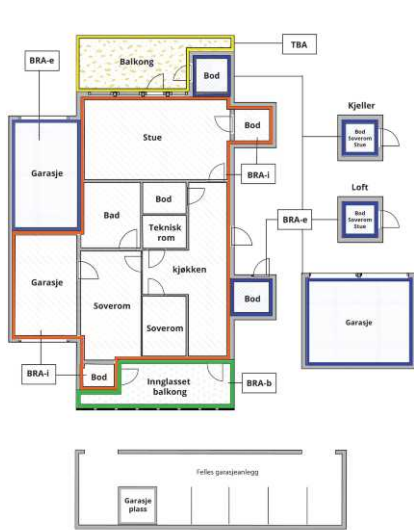 TBA
BRA-e
Balkong
Bod
Kjeller
Bod
Soverom
Stue
Stue
Bod
BRA-i
Garasje
Loft
Bod
Soverom
Stue
Bad
Bod
Teknisk
rom
BRA-e
Garasje
kjøkken
Soverom
Bod
Garasje
Soverom
BRA-i
Bod
Innglasset
balkong
BRA-b
Felles garasjeanlegg
Garasje
plass